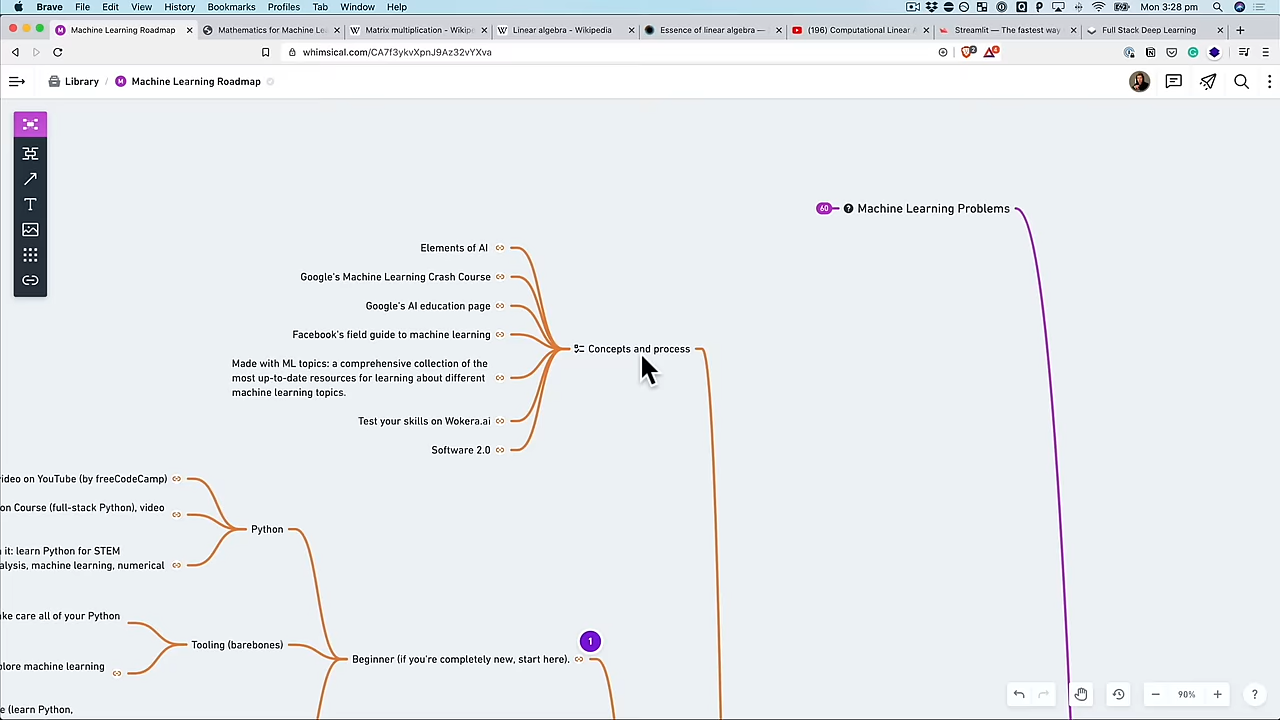 Brave File Edit View History Bookmarks Profiles Tab Window Help Mon 3:28 pm
Machine Learning Roadmap Mathematics for Machine Le Matrix multiplication - Wikipe Linear algebra - Wikipedia Essence of linear algebra — (196) Computational Linear Streamlit — The fastest way Full Stack Deep Learning
whimsical.com/CA7f3ykvXpnJ9Az32vYXva
Library / Machine Learning Roadmap
60 Machine Learning Problems
Elements of AI
Google's Machine Learning Crash Course
Google's AI education page
Facebook's field guide to machine learning
Concepts and process
Made with ML topics: a comprehensive collection of the
most up-to-date resources for learning about different
machine learning topics.
Test your skills on Wokera.ai
Software 2.0
video on YouTube (by freeCodeCamp)
on Course (full-stack Python), video
Python
it: learn Python for STEM
alysis, machine learning, numerical
ake care all of your Python
Tooling (barebones)
1
Beginner (if you're completely new, start here).
plore machine learning
e (learn Python,
90%